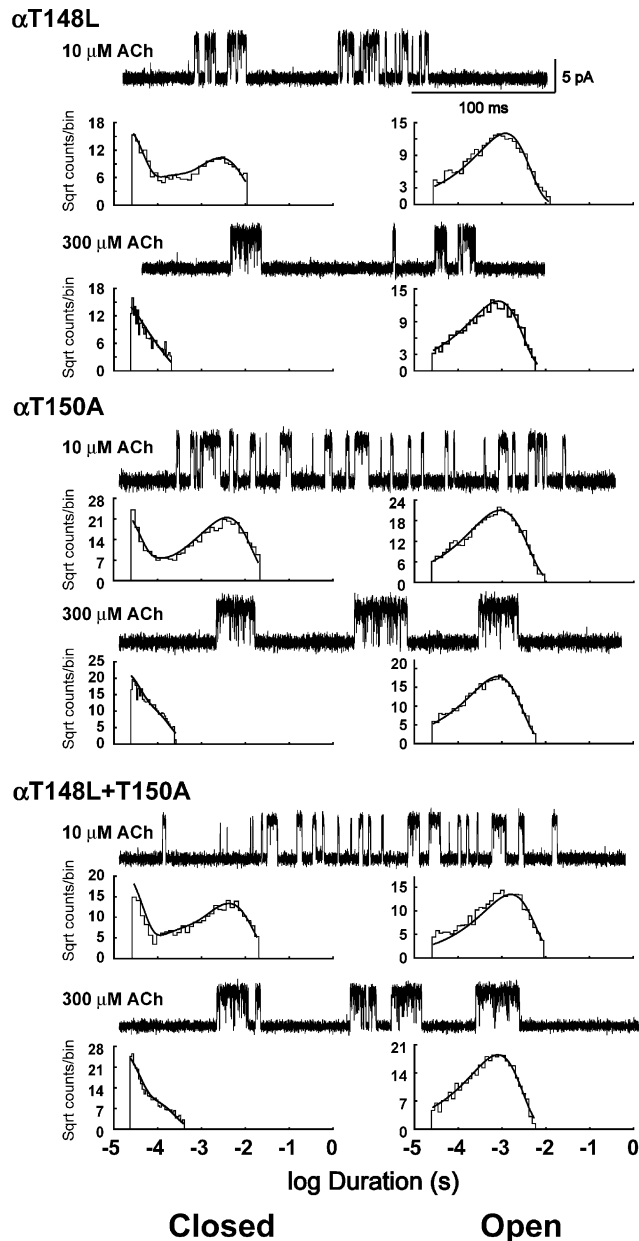 αT148L
10 μM ACh
5 pA
100 ms
Sqrt counts/bin
18
12
6
0
15
9
3
0
300 μM ACh
Sqrt counts/bin
18
12
6
0
15
9
3
0
αT150A
10 μM ACh
Sqrt counts/bin
28
21
14
7
0
24
18
12
6
0
300 μM ACh
Sqrt counts/bin
25
20
15
10
5
0
20
15
10
5
0
αT148L+T150A
10 μM ACh
Sqrt counts/bin
20
15
10
5
0
15
10
5
0
300 μM ACh
Sqrt counts/bin
28
21
14
7
0
21
14
7
0
-5 -4 -3 -2 -1 0 -5 -4 -3 -2 -1 0
log Duration (s)
Closed Open